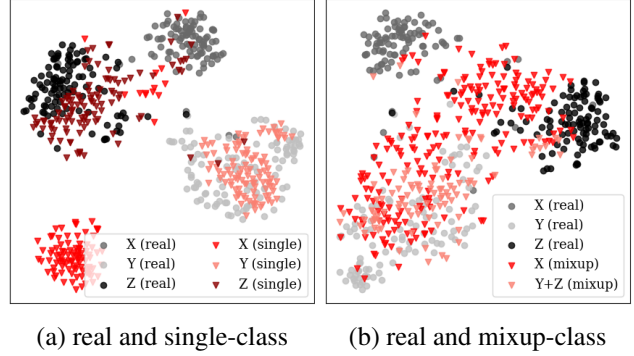 X (real)
Y (real)
Z (real)
X (single)
Y (single)
Z (single)
X (real)
Y (real)
Z (real)
X (mixup)
Y+Z (mixup)
(a) real and single-class
(b) real and mixup-class